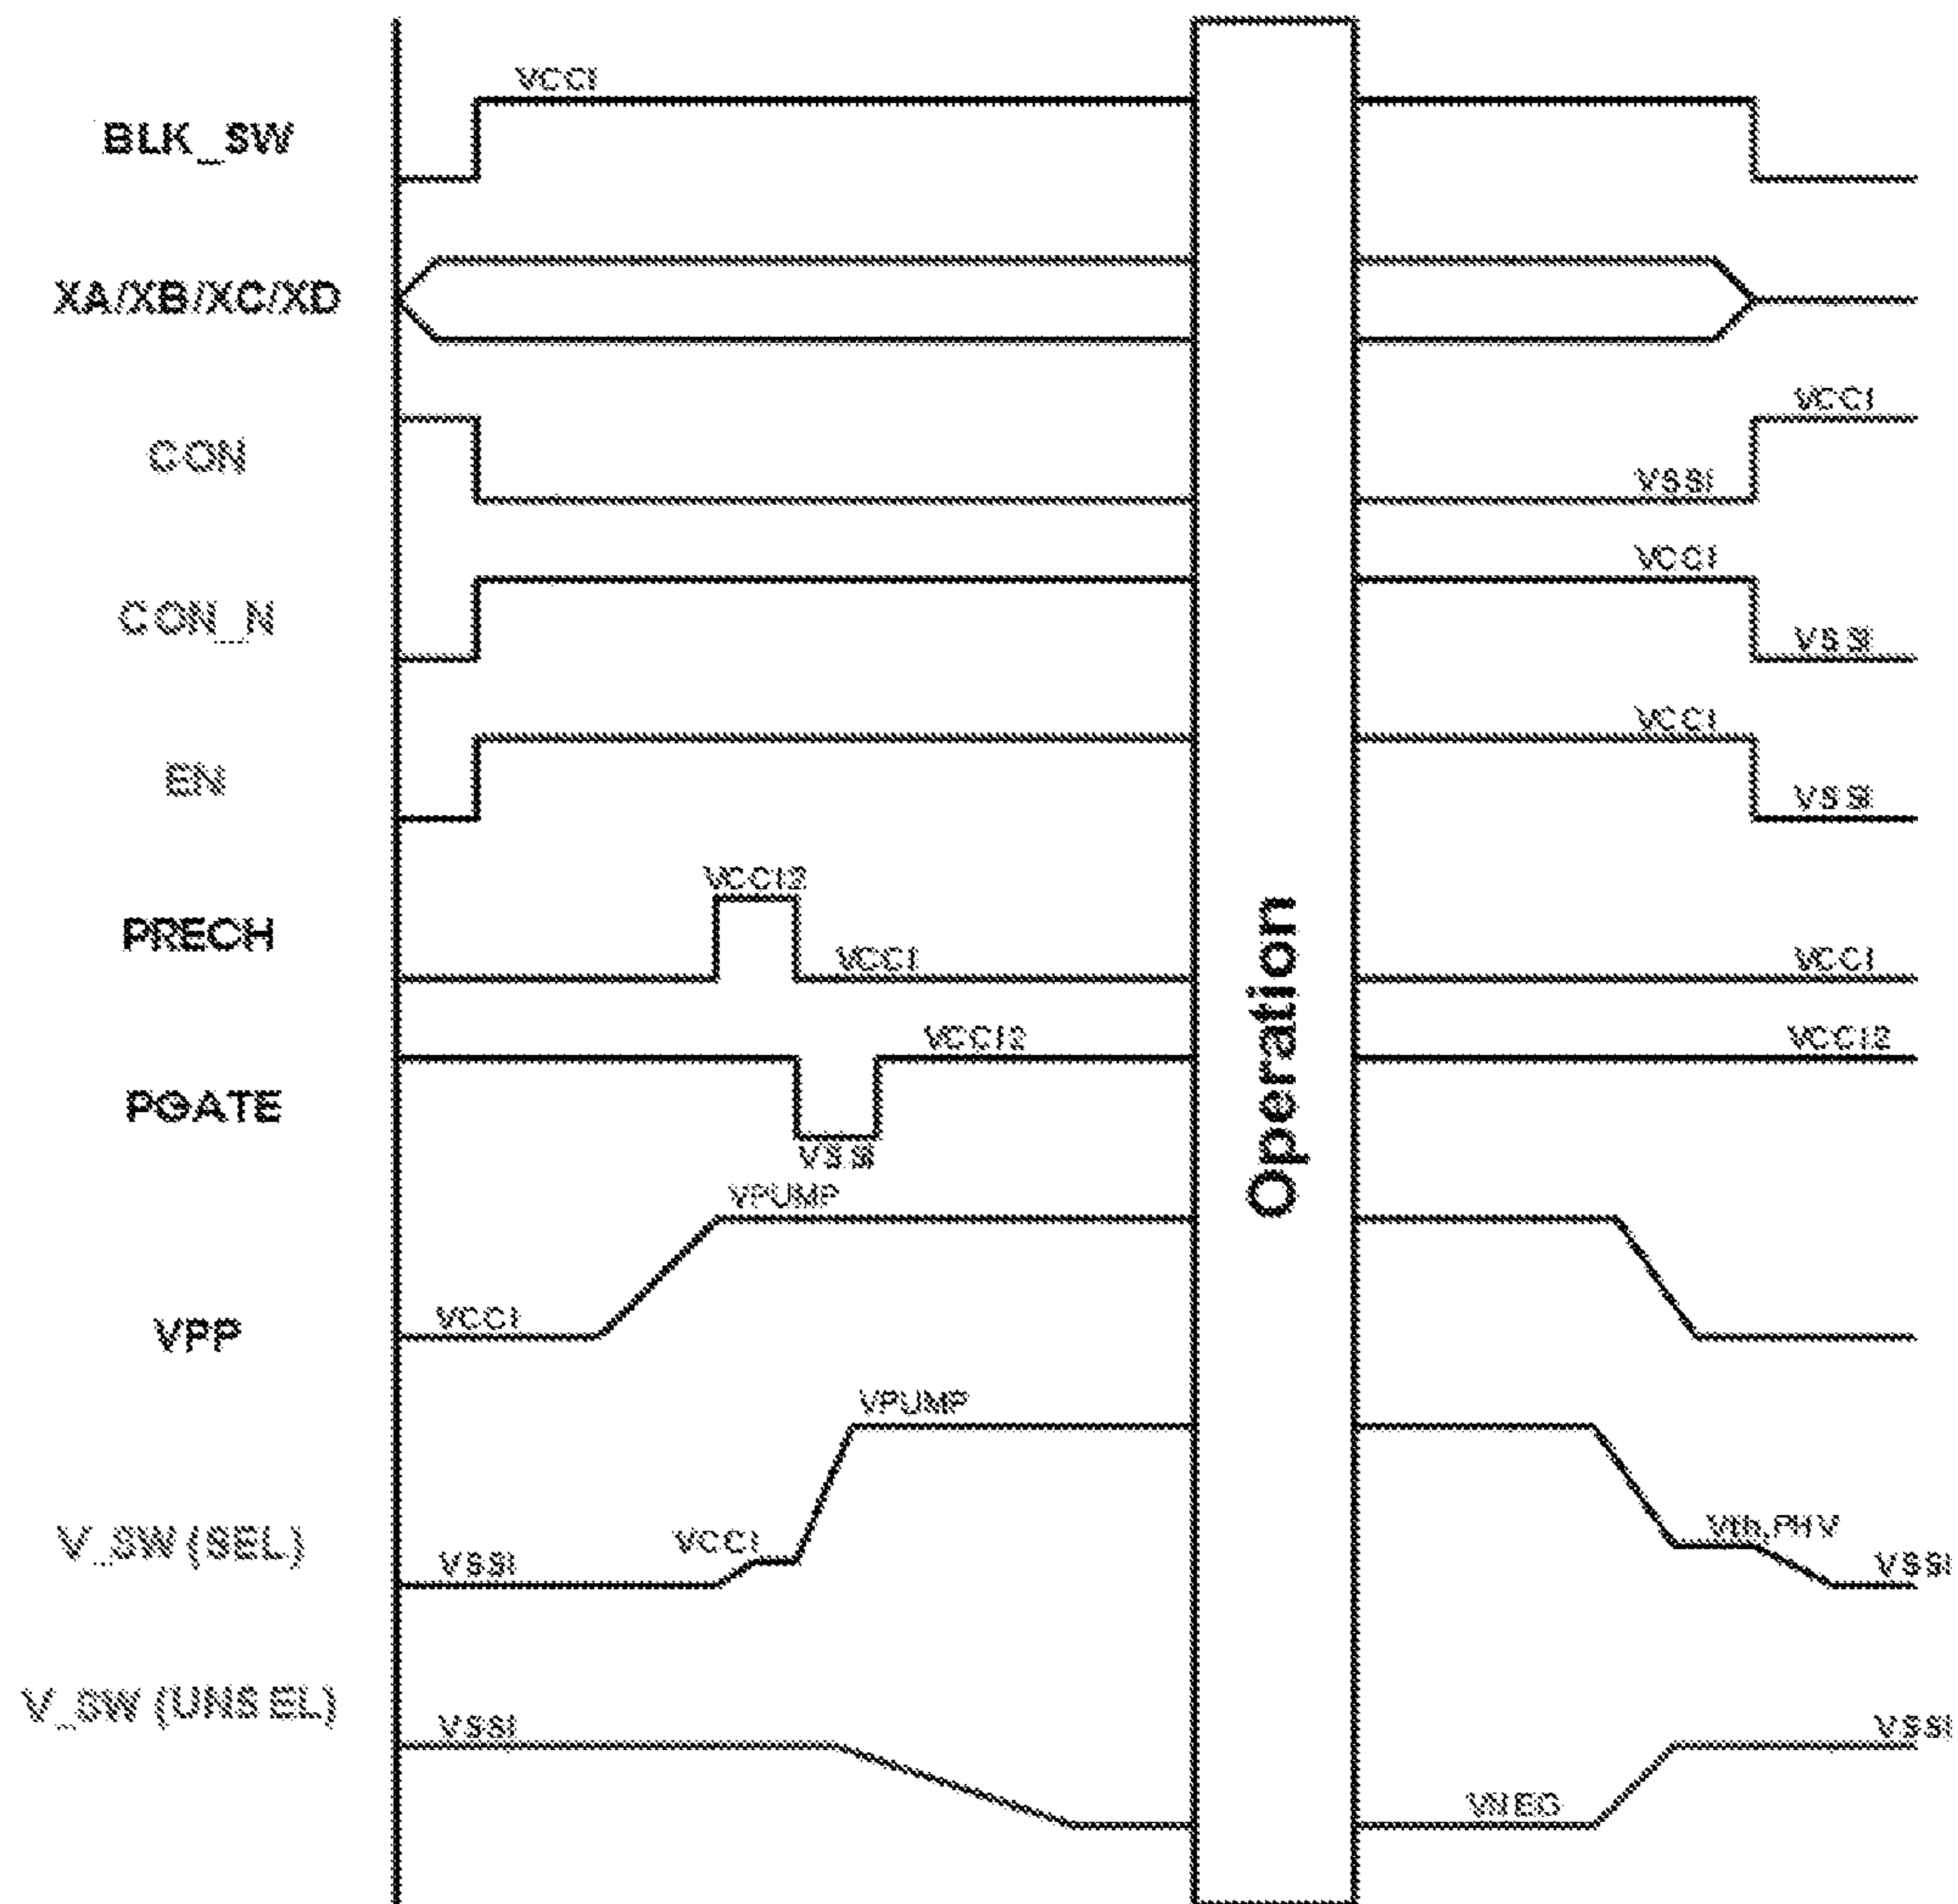 VCCI
BLK_SW
XA/XB/XC/XD
VCCI
CON
VSSI
VCCI
CON_N
VSSI
VCCI
EN
VSSI
VCCI2
PRECH
VCCI
VCCI
VCCI2
VCCI2
PGATE
VSSI
VPUMP
Operation
VCCI
VPP
VPUMP
VCCI
Vth,PHV
V_SW (SEL)
VSSI
VSSI
V_SW (UNSEL)
VSSI
VSSI
VNEG